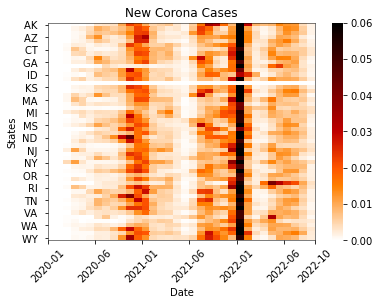 New Corona Cases
AK
AZ
CT
GA
ID
KS
MA
MI
MS
ND
NJ
NY
OR
RI
TN
VA
WA
WY
States
2020-01
2020-06
2021-01
2021-06
2022-01
2022-06
2022-10
Date
0.06
0.05
0.04
0.03
0.02
0.01
0.00